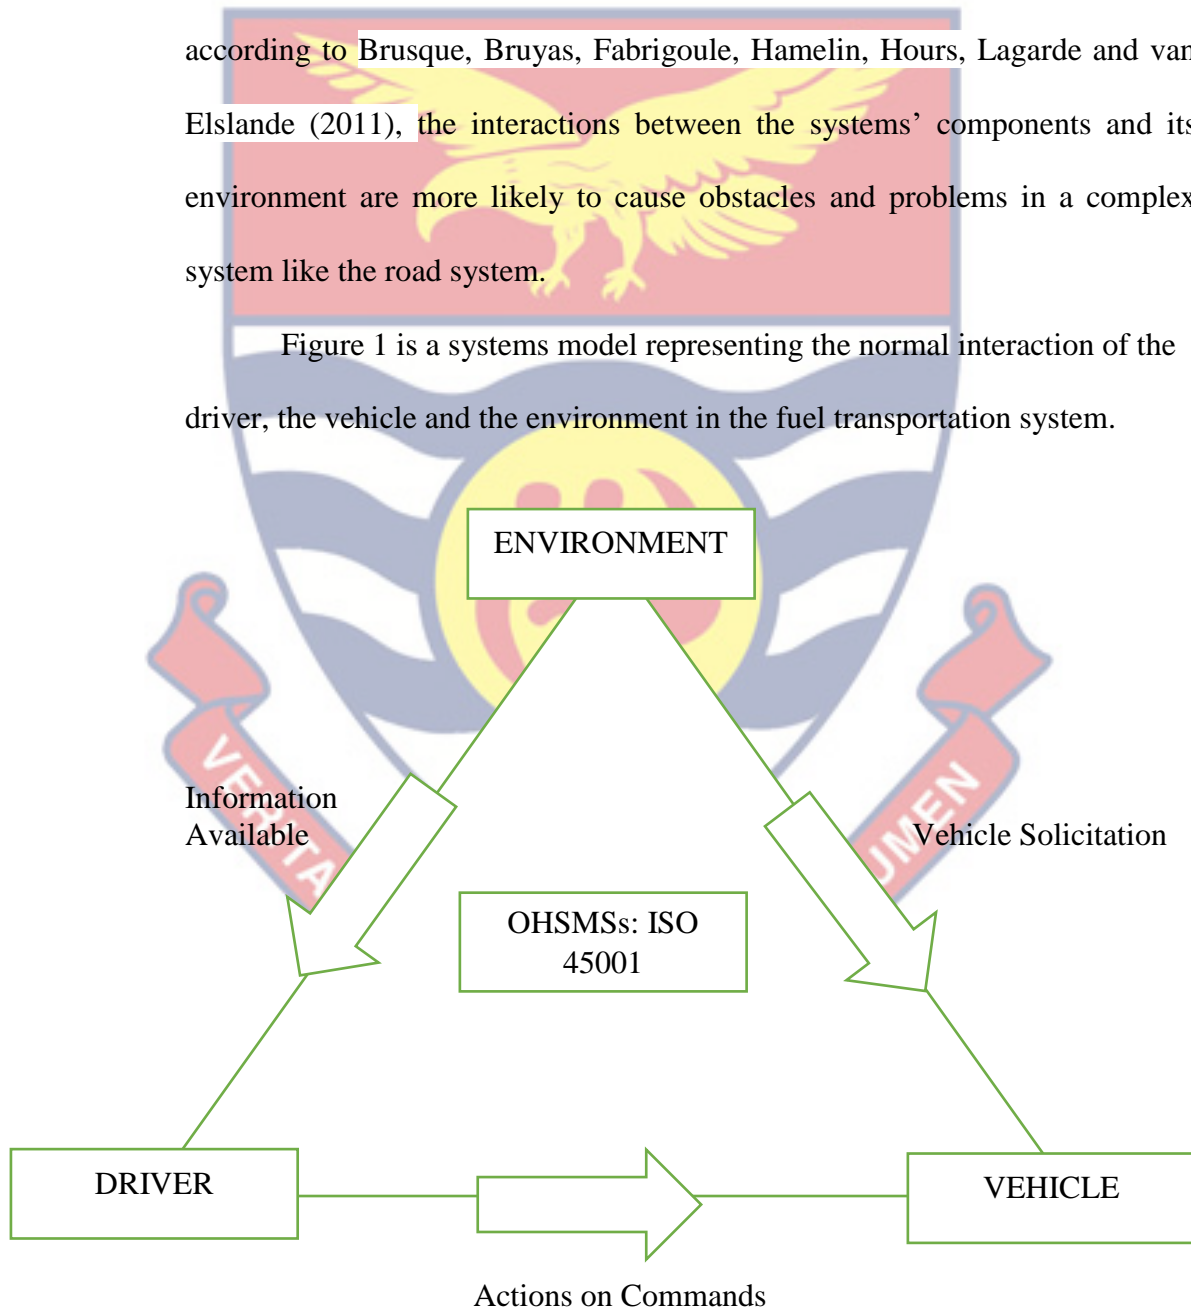 according to Brusque, Bruyas, Fabrigoule, Hamelin, Hours, Lagarde and van
Elslande (2011), the interactions between the systems’ components and its
environment are more likely to cause obstacles and problems in a complex
system like the road system.
Figure 1 is a systems model representing the normal interaction of the
driver, the vehicle and the environment in the fuel transportation system.
ENVIRONMENT
Information
Available
Vehicle Solicitation
VERITA
UMEN
OHSMSs: ISO
45001
DRIVER
VEHICLE
Actions on Commands